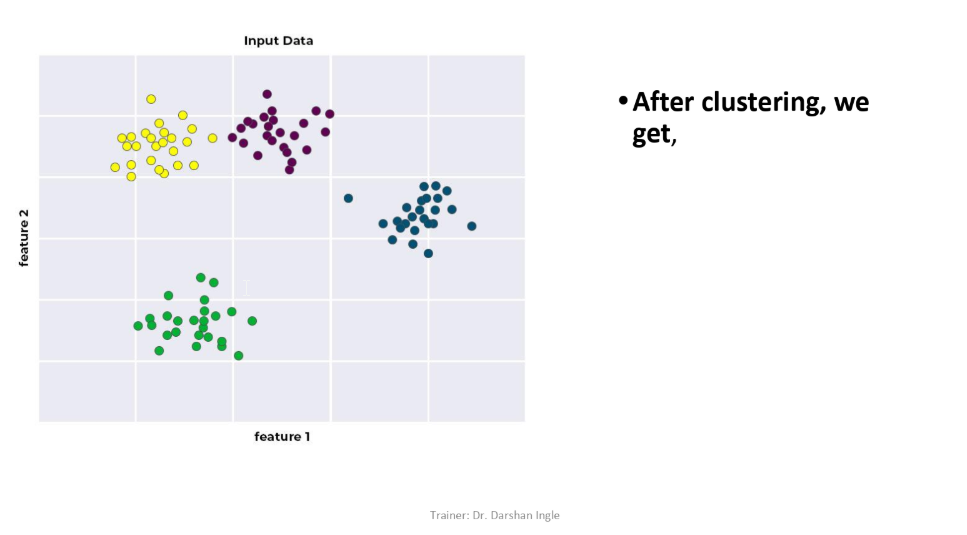 Input Data
feature 2
feature 1
•After clustering, we
get,
Trainer: Dr. Darshan Ingle